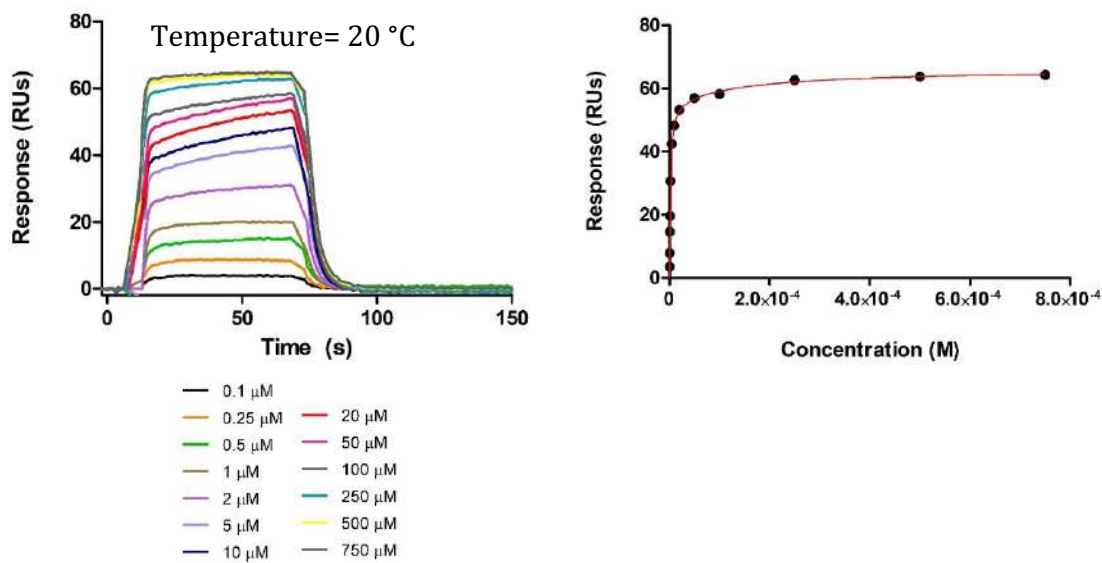 Temperature= 20 °C
Response (RUs)
80
60
40
20
0
0
50
100
150
Time (s)
0.1 μM
0.25 μM
0.5 μM
1 μM
2 μM
5 μM
10 μM
20 μM
50 μM
100 μM
250 μM
500 μM
750 μM
Response (RUs)
80
60
40
20
0
0
2.0×10⁻⁴
4.0×10⁻⁴
6.0×10⁻⁴
8.0×10⁻⁴
Concentration (M)